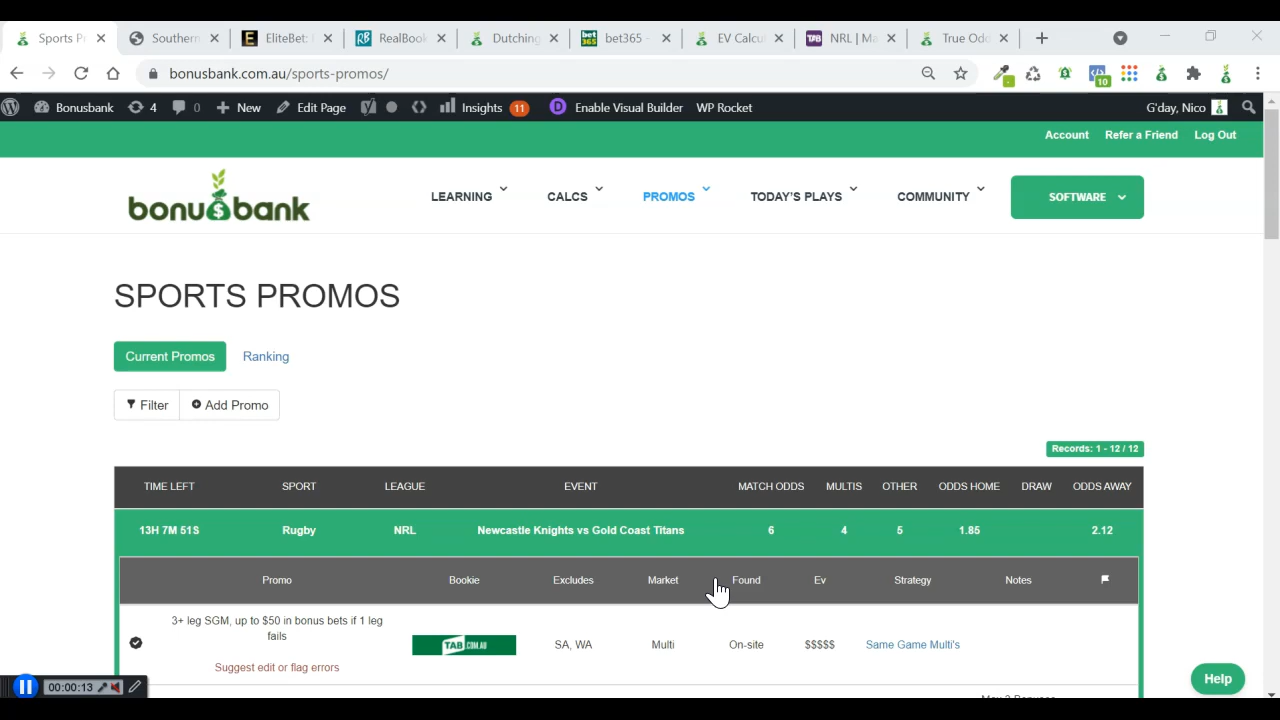 Sports Pr
Southern
EliteBet:
RealBook
Dutching
bet365 -
EV Calcu
NRL | Ma
True Odd
bonusbank.com.au/sports-promos/
10
Bonusbank 4 0 New Edit Page Insights 11 Enable Visual Builder WP Rocket G'day, Nico
Account Refer a Friend Log Out
bonusbank
LEARNING CALCS PROMOS TODAY'S PLAYS COMMUNITY SOFTWARE
SPORTS PROMOS
Current Promos Ranking
Filter Add Promo
Records: 1 - 12 / 12
TIME LEFT SPORT LEAGUE EVENT MATCH ODDS MULTIS OTHER ODDS HOME DRAW ODDS AWAY
13H 7M 51S Rugby NRL Newcastle Knights vs Gold Coast Titans 6 4 5 1.85 2.12
Promo Bookie Excludes Market Found Ev Strategy Notes
3+ leg SGM, up to $50 in bonus bets if 1 leg
fails
TAB.COM.AU SA, WA Multi On-site $$$$$ Same Game Multi's
Suggest edit or flag errors
Help
00:00:13